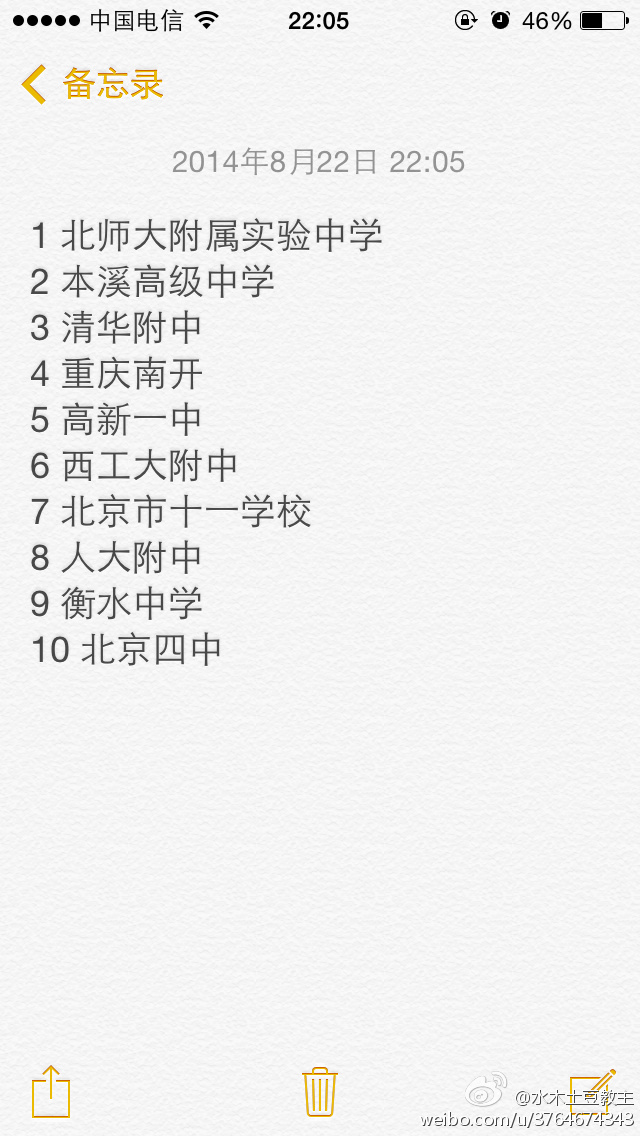 中国电信 22:05 46%
备忘录
2014年8月22日 22:05
1 北师大附属实验中学
2 本溪高级中学
3 清华附中
4 重庆南开
5 高新一中
6 西工大附中
7 北京市十一学校
8 人大附中
9 衡水中学
10 北京四中
@水木土豆教主
weibo.com/u/3764674343